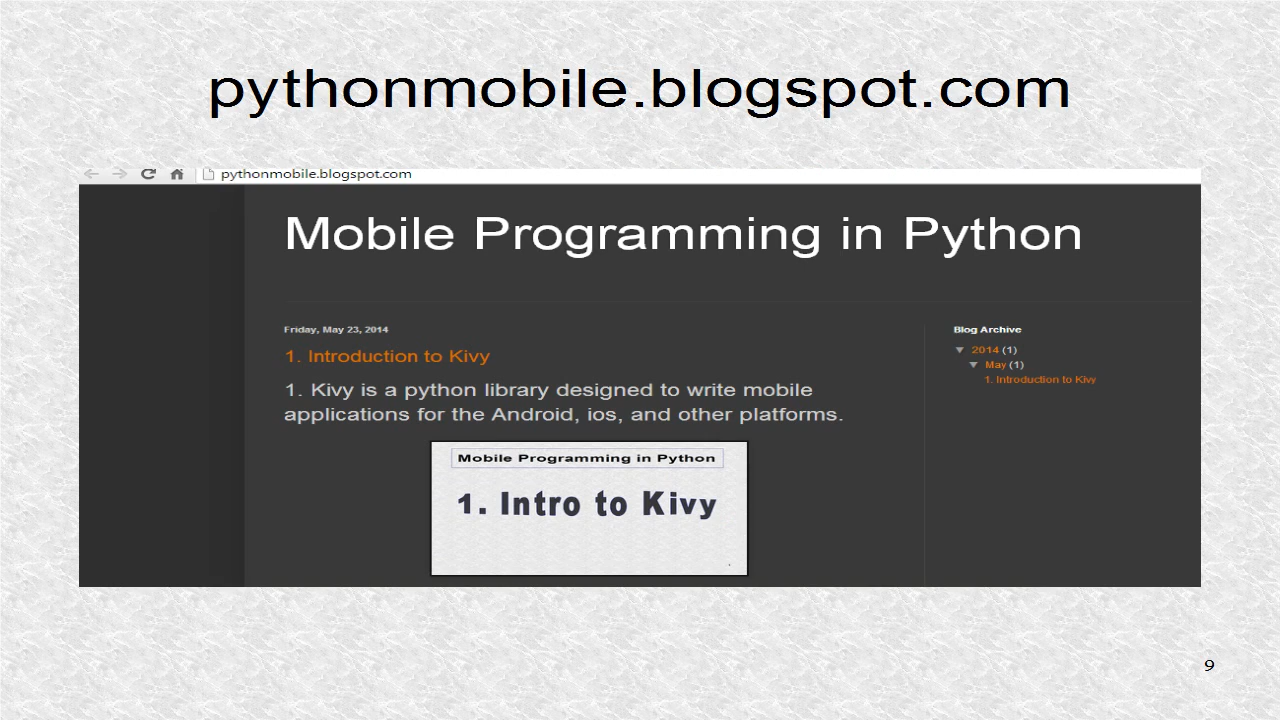 pythonmobile.blogspot.com
pythonmobile.blogspot.com
Mobile Programming in Python
Friday, May 23, 2014
1. Introduction to Kivy
1. Kivy is a python library designed to write mobile
applications for the Android, ios, and other platforms.
Mobile Programming in Python
1. Intro to Kivy
Blog Archive
2014 (1)
May (1)
1. Introduction to Kivy
9